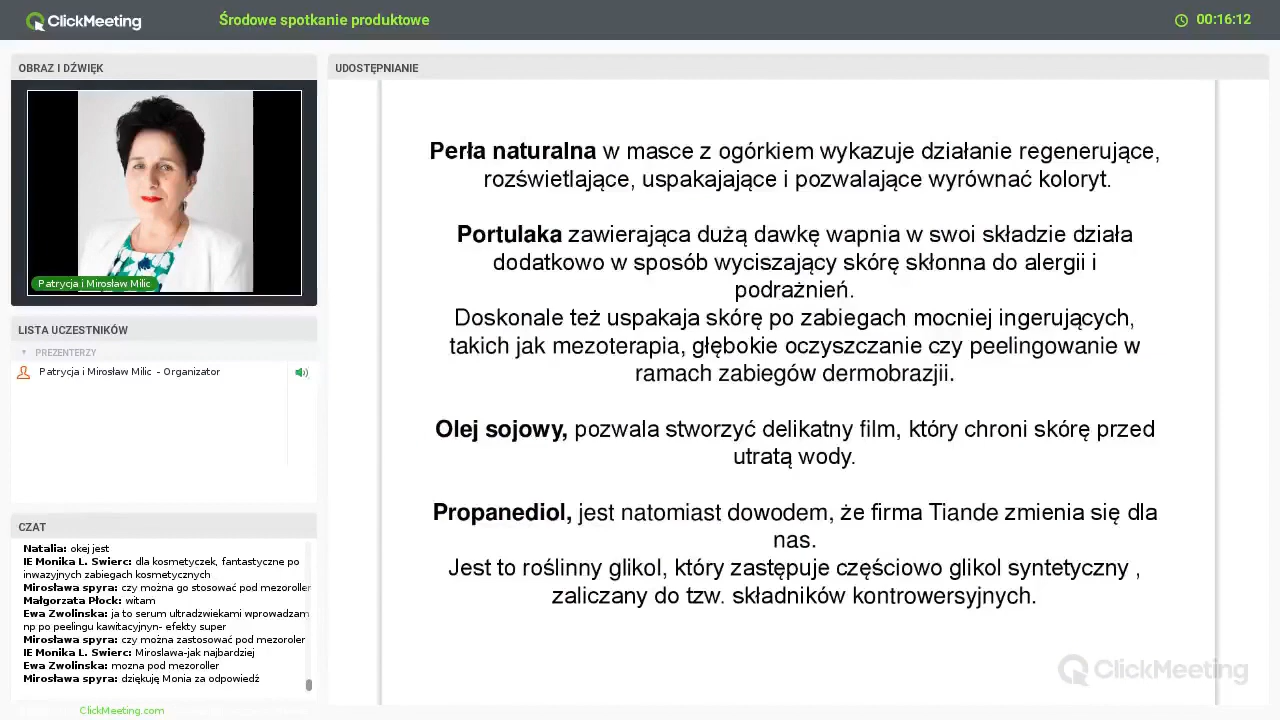 ClickMeeting
Środowe spotkanie produktowe
00:16:12
OBRAZ I DŹWIĘK
Patrycja i Mirosław Milic
LISTA UCZESTNIKÓW
PREZENTERZY
Patrycja i Mirosław Milic - Organizator
CZAT
Natalia: okej jest
IE Monika L. Swierc: dla kosmetyczek, fantastyczne po
inwazyjnych zabiegach kosmetycznych
Mirosława spyra: czy można go stosować pod mezoroller
Małgorzata Płock: witam
Ewa Zwolinska: ja to serum ultradzwiekami wprowadzam
np po peelingu kawitacyjnyn- efekty super
Mirosława spyra: czy można zastosować pod mezoroler
IE Monika L. Swierc: Miroslawa-jak najbardziej
Ewa Zwolinska: mozna pod mezoroller
Mirosława spyra: dziękuję Monia za odpowiedź
ClickMeeting.com
UDOSTĘPNIANIE
Perła naturalna w masce z ogórkiem wykazuje działanie regenerujące,
rozświetlające, uspakajające i pozwalające wyrównać koloryt.
Portulaka zawierająca dużą dawkę wapnia w swoi składzie działa
dodatkowo w sposób wyciszający skórę skłonna do alergii i
podrażnień.
Doskonale też uspakaja skórę po zabiegach mocniej ingerujących,
takich jak mezoterapia, głębokie oczyszczanie czy peelingowanie w
ramach zabiegów dermobrazjii.
Olej sojowy, pozwala stworzyć delikatny film, który chroni skórę przed
utratą wody.
Propanediol, jest natomiast dowodem, że firma Tiande zmienia się dla
nas.
Jest to roślinny glikol, który zastępuje częściowo glikol syntetyczny ,
zaliczany do tzw. składników kontrowersyjnych.
ClickMeeting